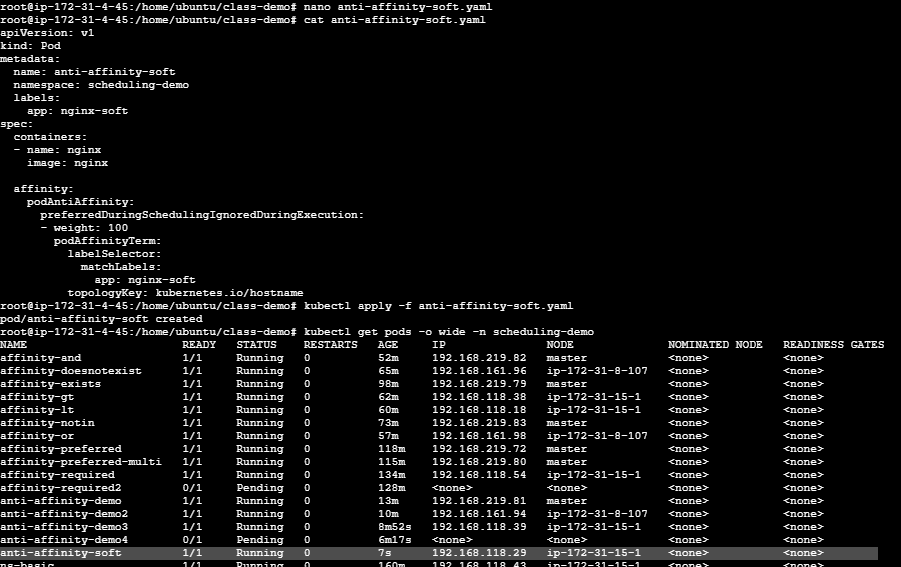 root@ip-172-31-4-45:/home/ubuntu/class-demo# nano anti-affinity-soft.yaml
root@ip-172-31-4-45:/home/ubuntu/class-demo# cat anti-affinity-soft.yaml
apiVersion: v1
kind: Pod
metadata:
  name: anti-affinity-soft
  namespace: scheduling-demo
  labels:
    app: nginx-soft
spec:
  containers:
  - name: nginx
    image: nginx

  affinity:
    podAntiAffinity:
      preferredDuringSchedulingIgnoredDuringExecution:
      - weight: 100
        podAffinityTerm:
          labelSelector:
            matchLabels:
              app: nginx-soft
          topologyKey: kubernetes.io/hostname
root@ip-172-31-4-45:/home/ubuntu/class-demo# kubectl apply -f anti-affinity-soft.yaml
pod/anti-affinity-soft created
root@ip-172-31-4-45:/home/ubuntu/class-demo# kubectl get pods -o wide -n scheduling-demo
NAME READY STATUS RESTARTS AGE IP NODE NOMINATED NODE READINESS GATES
affinity-and 1/1 Running 0 52m 192.168.219.82 master <none> <none>
affinity-doesnotexist 1/1 Running 0 65m 192.168.161.96 ip-172-31-8-107 <none> <none>
affinity-exists 1/1 Running 0 98m 192.168.219.79 master <none> <none>
affinity-gt 1/1 Running 0 62m 192.168.118.38 ip-172-31-15-1 <none> <none>
affinity-lt 1/1 Running 0 60m 192.168.118.18 ip-172-31-15-1 <none> <none>
affinity-notin 1/1 Running 0 73m 192.168.219.83 master <none> <none>
affinity-or 1/1 Running 0 57m 192.168.161.98 ip-172-31-8-107 <none> <none>
affinity-preferred 1/1 Running 0 118m 192.168.219.72 master <none> <none>
affinity-preferred-multi 1/1 Running 0 115m 192.168.219.80 master <none> <none>
affinity-required 1/1 Running 0 134m 192.168.118.54 ip-172-31-15-1 <none> <none>
affinity-required2 0/1 Pending 0 128m <none> <none> <none> <none>
anti-affinity-demo 1/1 Running 0 13m 192.168.219.81 master <none> <none>
anti-affinity-demo2 1/1 Running 0 10m 192.168.161.94 ip-172-31-8-107 <none> <none>
anti-affinity-demo3 1/1 Running 0 8m52s 192.168.118.39 ip-172-31-15-1 <none> <none>
anti-affinity-demo4 0/1 Pending 0 6m17s <none> <none> <none> <none>
anti-affinity-soft 1/1 Running 0 7s 192.168.118.29 ip-172-31-15-1 <none> <none>
ns-basic 1/1 Running 0 160m 192.168.118.43 ip-172-31-15-1 <none> <none>